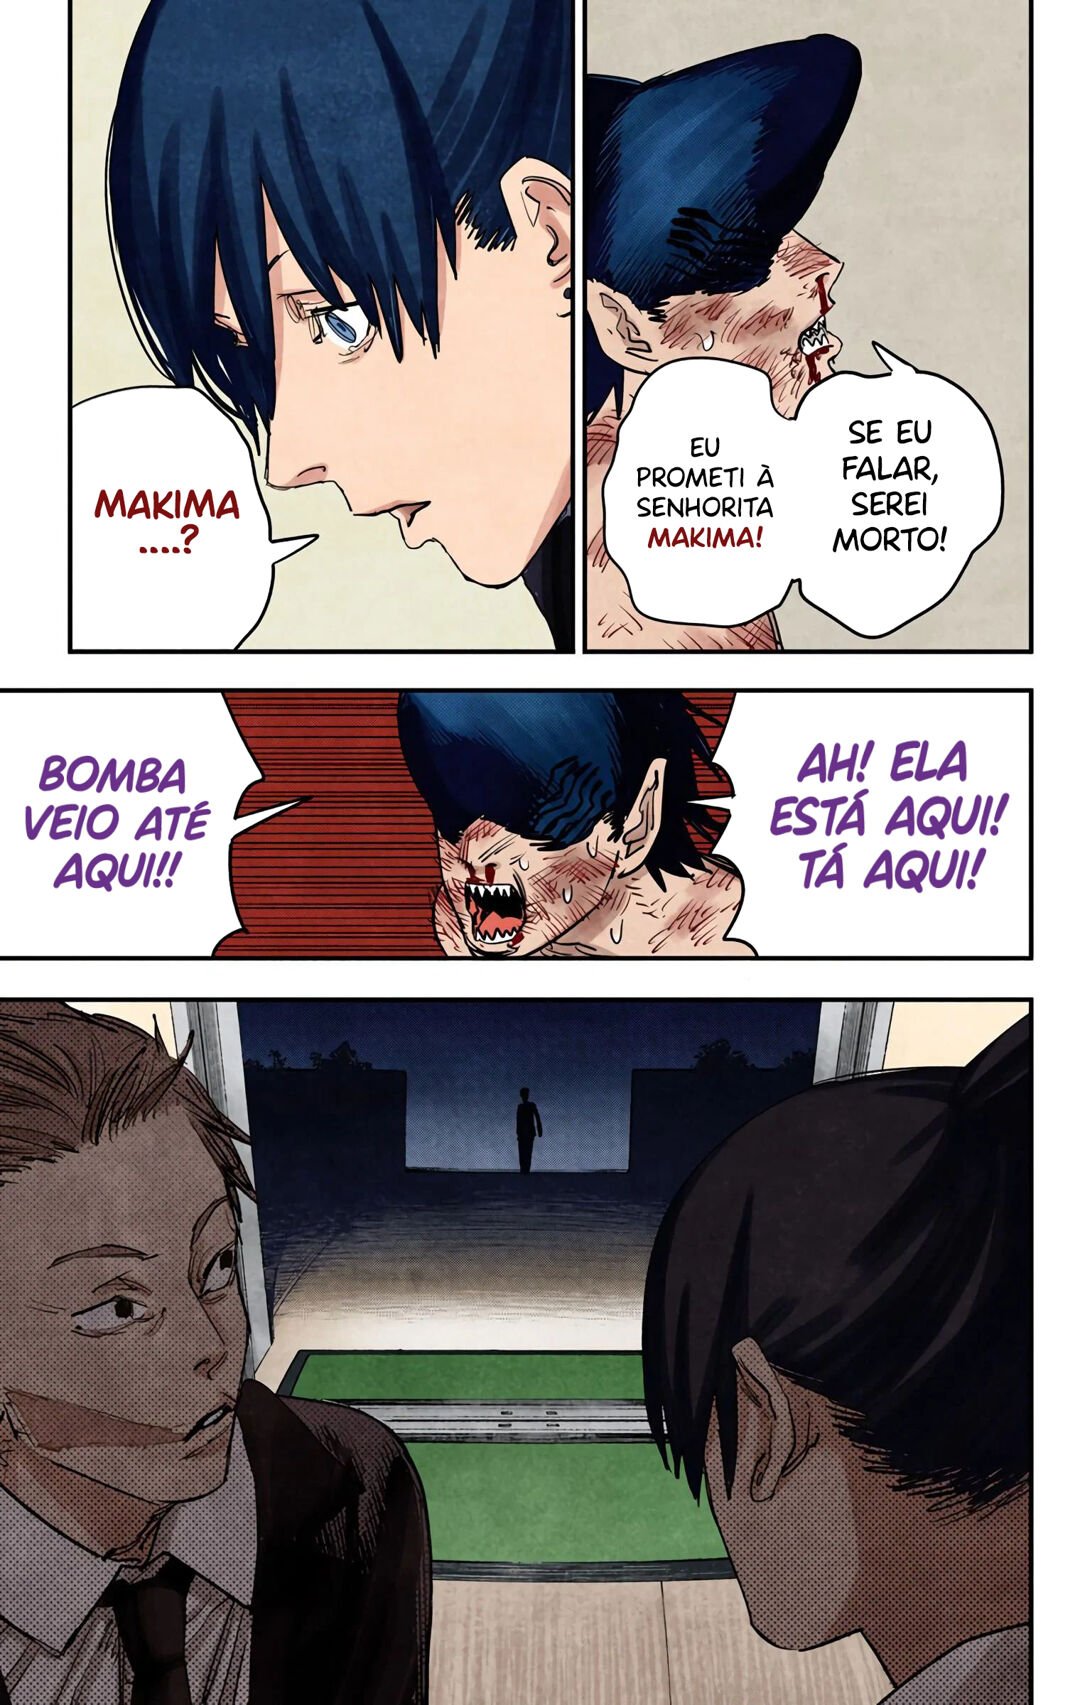 SE EU
FALAR,
SEREI
MORTO!
EU
PROMETI À
SENHORITA
MAKIMA!
MAKIMA
....?
AH! ELA
ESTÁ AQUI!
TÁ AQUI!
BOMBA
VEIO ATÉ
AQUI!!